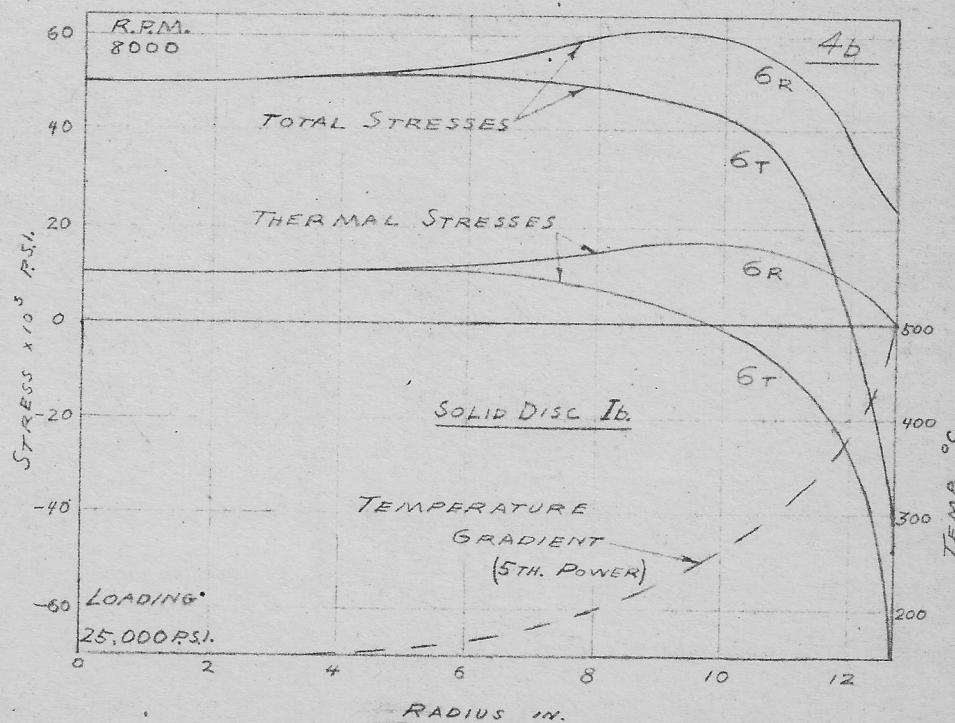 R.P.M.
8000
4b
60
40
20
0
-20
-40
-60
STRESS x 10³ P.S.I.
6R
TOTAL STRESSES
6T
THERMAL STRESSES
6R
6T
SOLID DISC Ib.
TEMPERATURE
GRADIENT
(5TH. POWER)
LOADING
25,000 P.S.I.
500
400
300
200
TEMP °C
0 2 4 6 8 10 12
RADIUS IN.